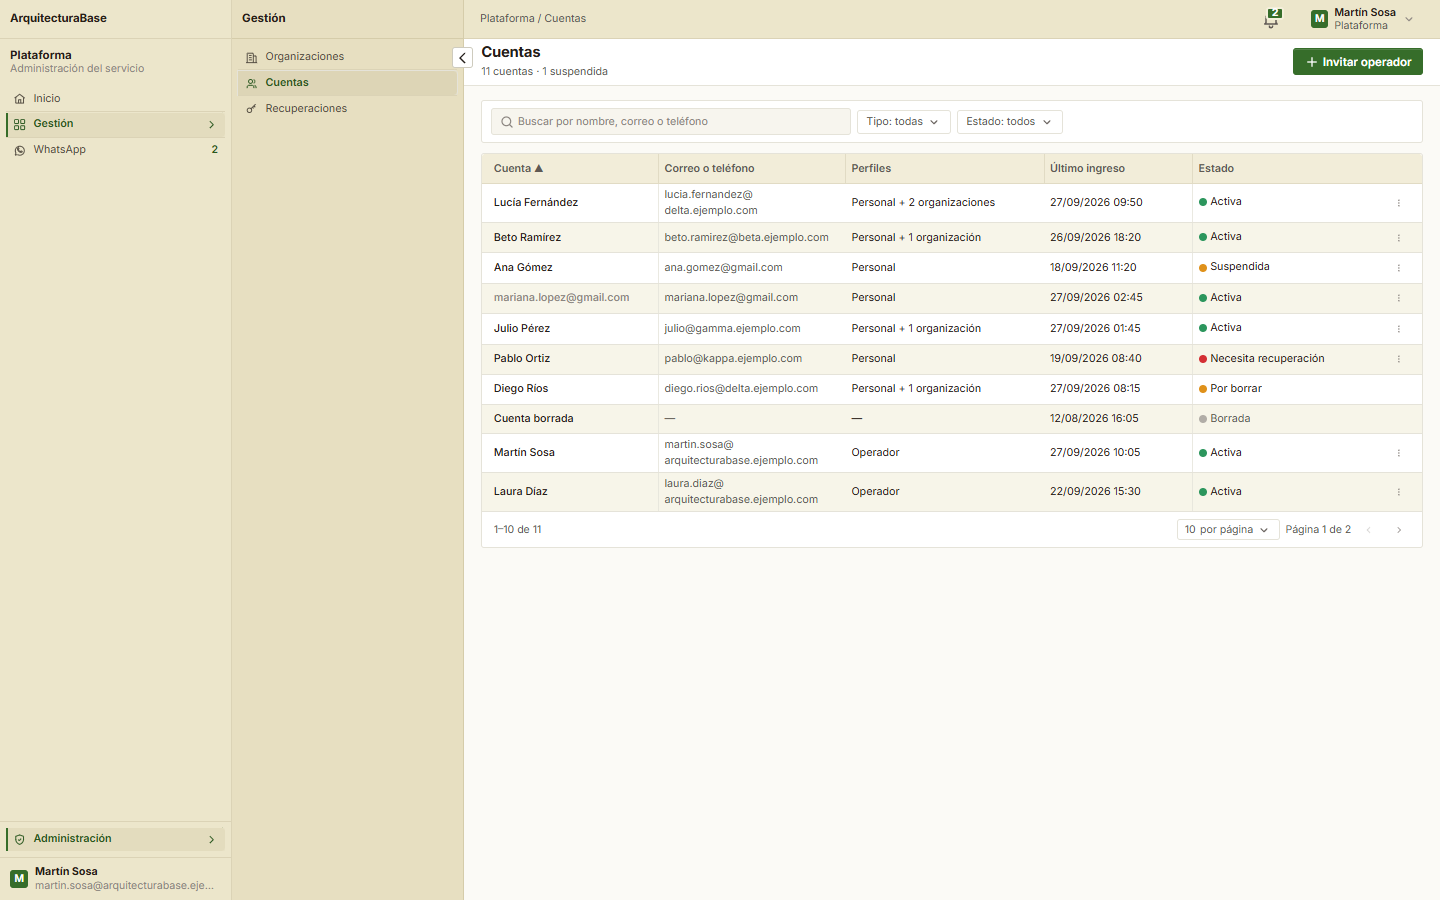 ArquitecturaBase
Plataforma
Administración del servicio
Inicio
Gestión
WhatsApp 2
Administración
M Martín Sosa
martin.sosa@arquitecturabase.eje...
Gestión
Organizaciones
Cuentas
Recuperaciones
Plataforma / Cuentas
2
M Martín Sosa
Plataforma
Cuentas
11 cuentas · 1 suspendida
Invitar operador
Buscar por nombre, correo o teléfono
Tipo: todas
Estado: todos
Cuenta ▲ Correo o teléfono Perfiles Último ingreso Estado
Lucía Fernández lucia.fernandez@
delta.ejemplo.com Personal + 2 organizaciones 27/09/2026 09:50 Activa
Beto Ramírez beto.ramirez@beta.ejemplo.com Personal + 1 organización 26/09/2026 18:20 Activa
Ana Gómez ana.gomez@gmail.com Personal 18/09/2026 11:20 Suspendida
mariana.lopez@gmail.com mariana.lopez@gmail.com Personal 27/09/2026 02:45 Activa
Julio Pérez julio@gamma.ejemplo.com Personal + 1 organización 27/09/2026 01:45 Activa
Pablo Ortiz pablo@kappa.ejemplo.com Personal 19/09/2026 08:40 Necesita recuperación
Diego Ríos diego.rios@delta.ejemplo.com Personal + 1 organización 27/09/2026 08:15 Por borrar
Cuenta borrada — — 12/08/2026 16:05 Borrada
Martín Sosa martin.sosa@
arquitecturabase.ejemplo.com Operador 27/09/2026 10:05 Activa
Laura Díaz laura.diaz@
arquitecturabase.ejemplo.com Operador 22/09/2026 15:30 Activa
1–10 de 11
10 por página
Página 1 de 2